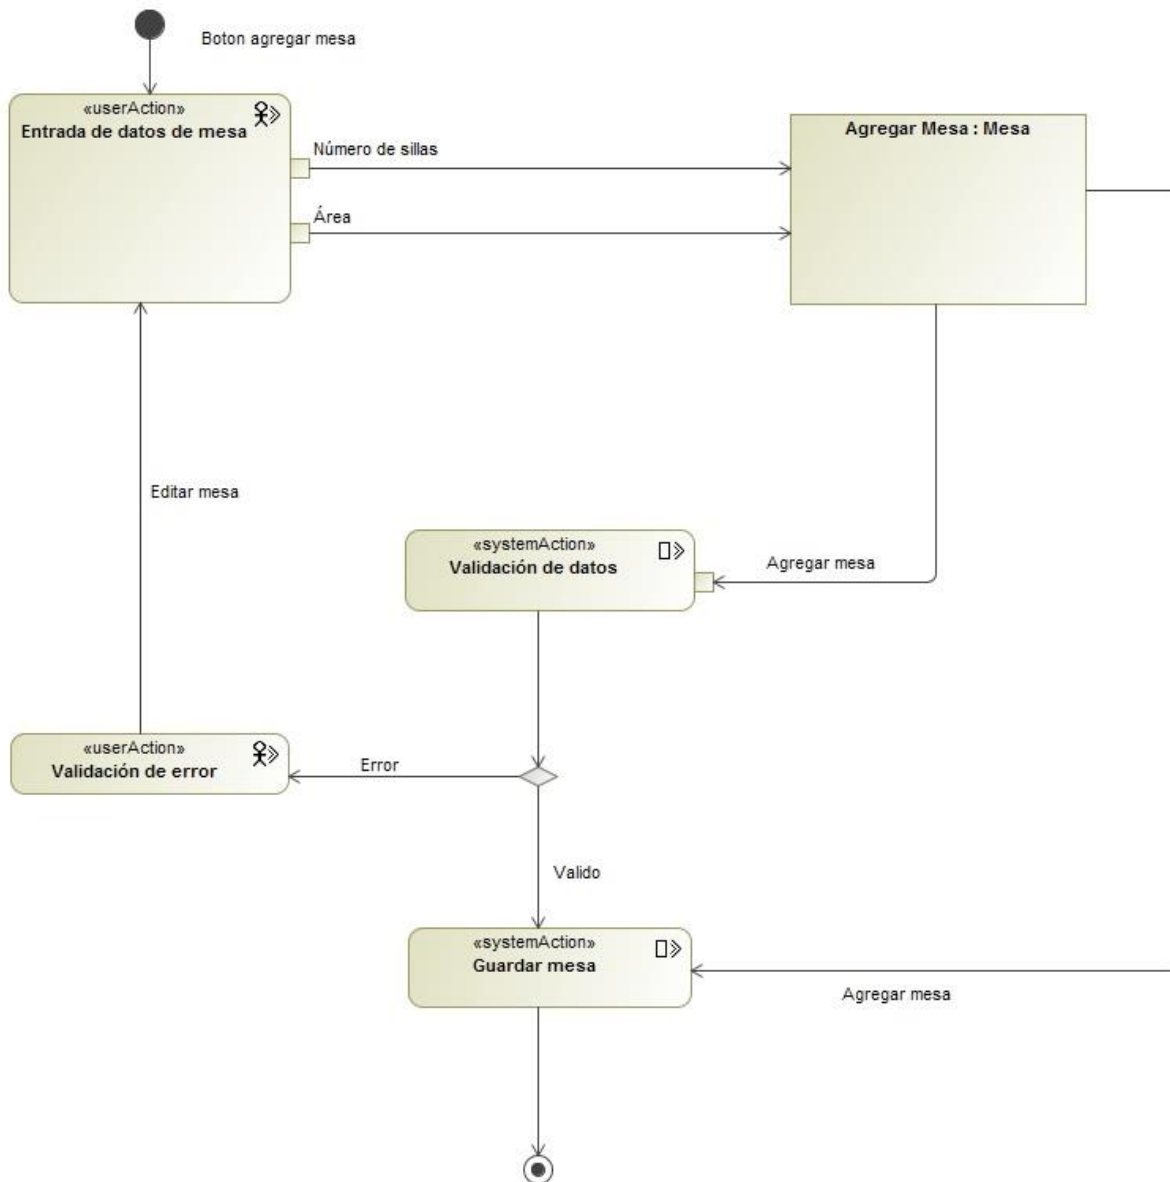 Boton agregar mesa
«userAction»
Entrada de datos de mesa
Número de sillas
Área
Agregar Mesa : Mesa
Editar mesa
«systemAction»
Validación de datos
Agregar mesa
«userAction»
Validación de error
Error
Valido
«systemAction»
Guardar mesa
Agregar mesa